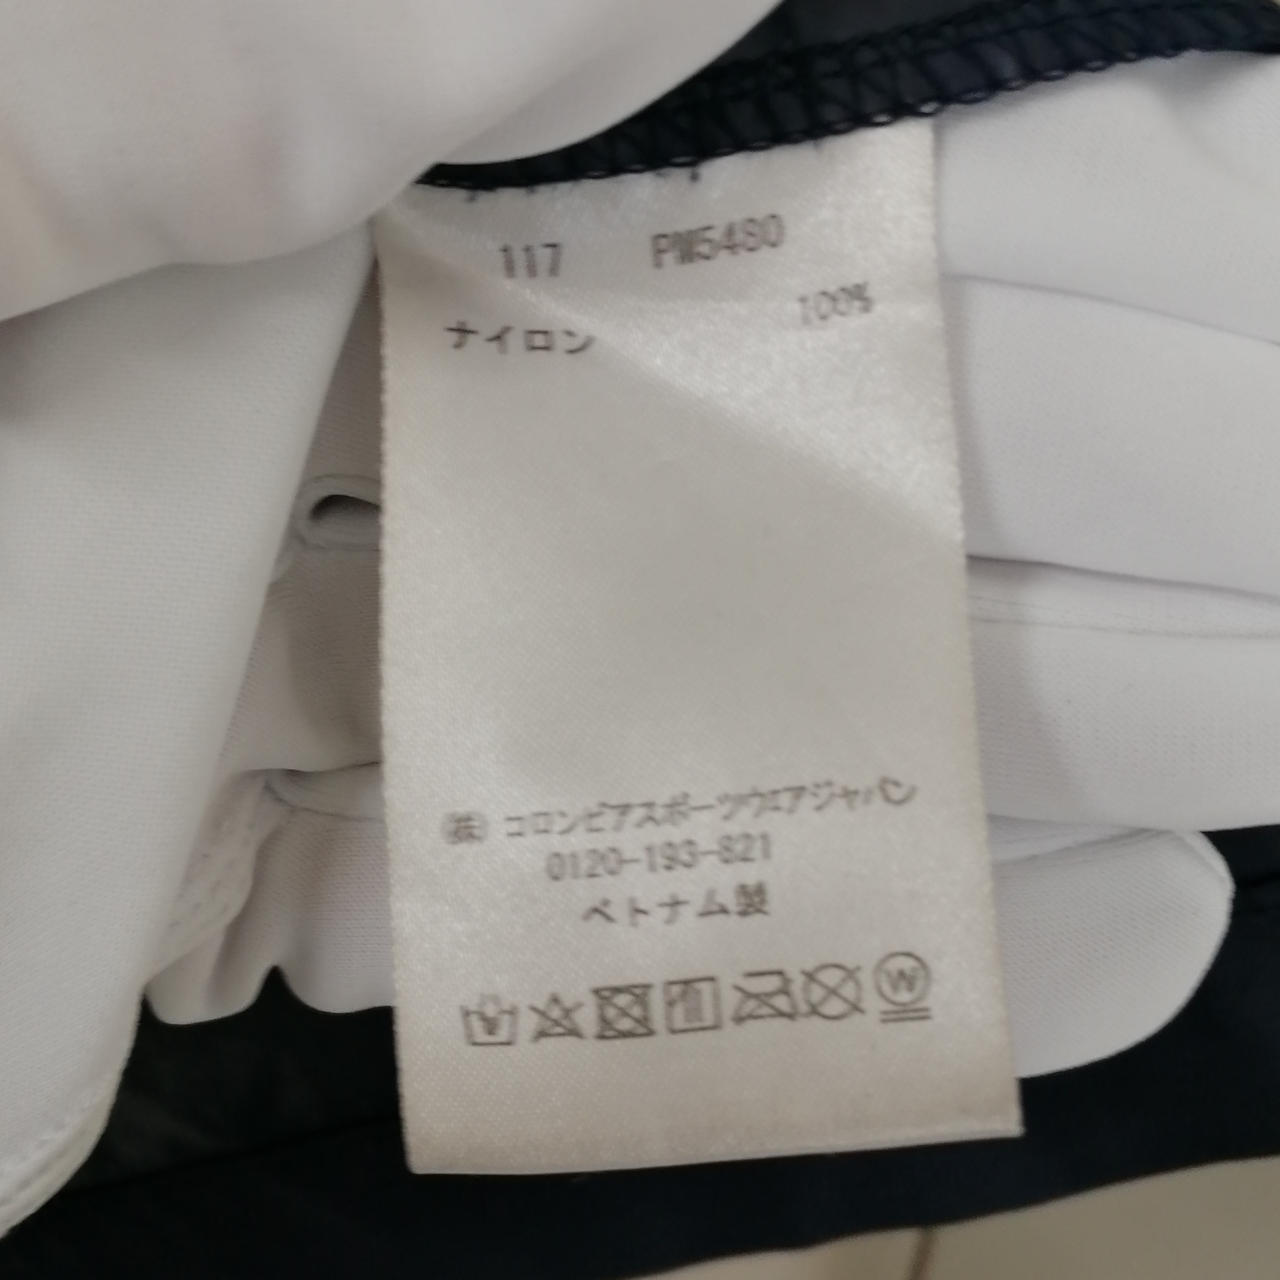 117 PM5480
ナイロン 100%
㈱ コロンビアスポーツウエアジャパン
0120-193-821
ベトナム製
W